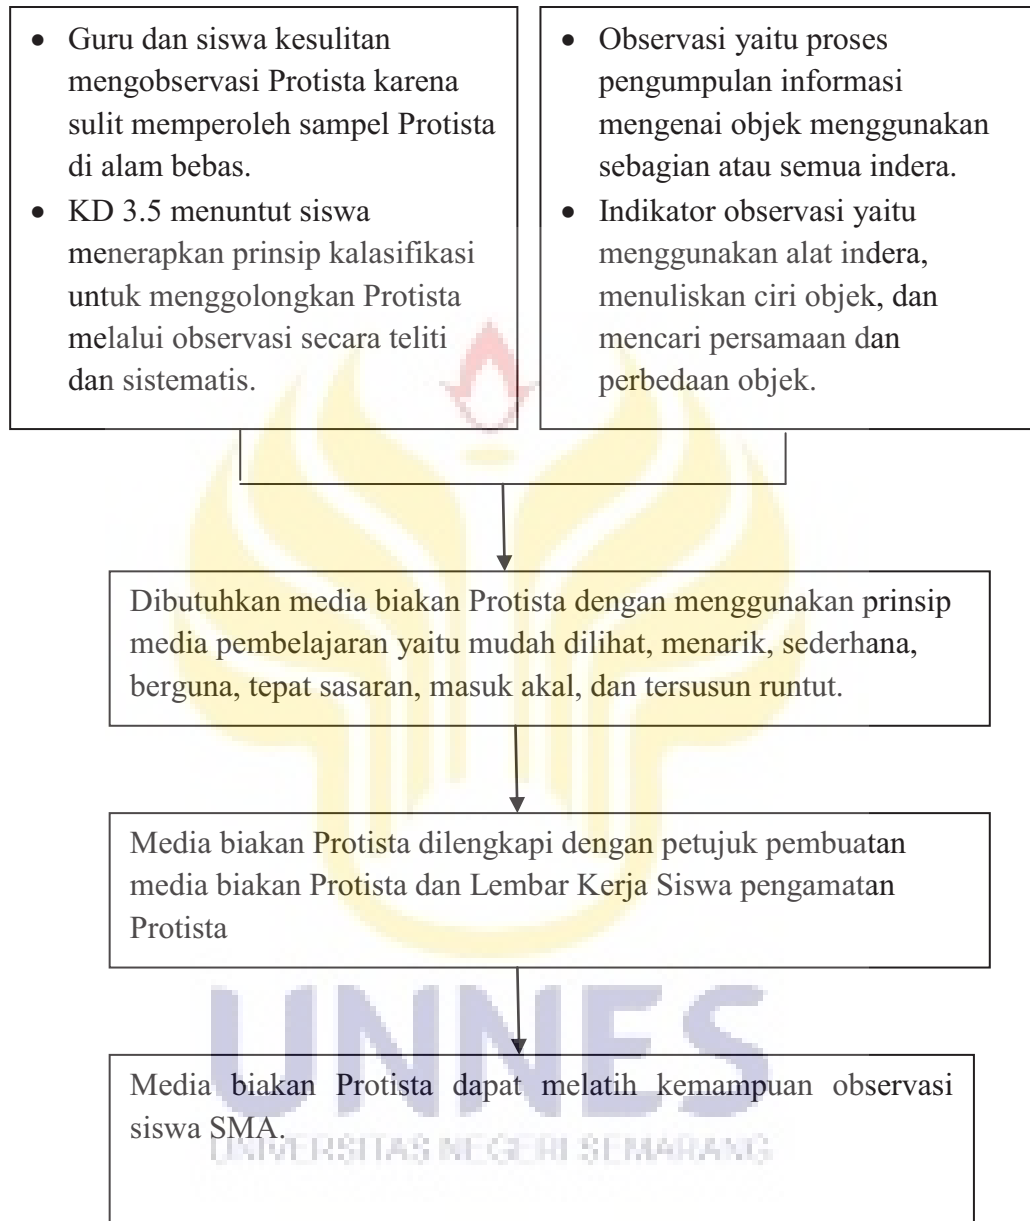 • Guru dan siswa kesulitan
mengobservasi Protista karena
sulit memperoleh sampel Protista
di alam bebas.
• KD 3.5 menuntut siswa
menerapkan prinsip kalasifikasi
untuk menggolongkan Protista
melalui observasi secara teliti
dan sistematis.
• Observasi yaitu proses
pengumpulan informasi
mengenai objek menggunakan
sebagian atau semua indera.
• Indikator observasi yaitu
menggunakan alat indera,
menuliskan ciri objek, dan
mencari persamaan dan
perbedaan objek.
Dibutuhkan media biakan Protista dengan menggunakan prinsip
media pembelajaran yaitu mudah dilihat, menarik, sederhana,
berguna, tepat sasaran, masuk akal, dan tersusun runtut.
Media biakan Protista dilengkapi dengan petujuk pembuatan
media biakan Protista dan Lembar Kerja Siswa pengamatan
Protista
UNNES
Media biakan Protista dapat melatih kemampuan observasi
siswa SMA.
UNIVERSITAS NEGERI SEMARANG